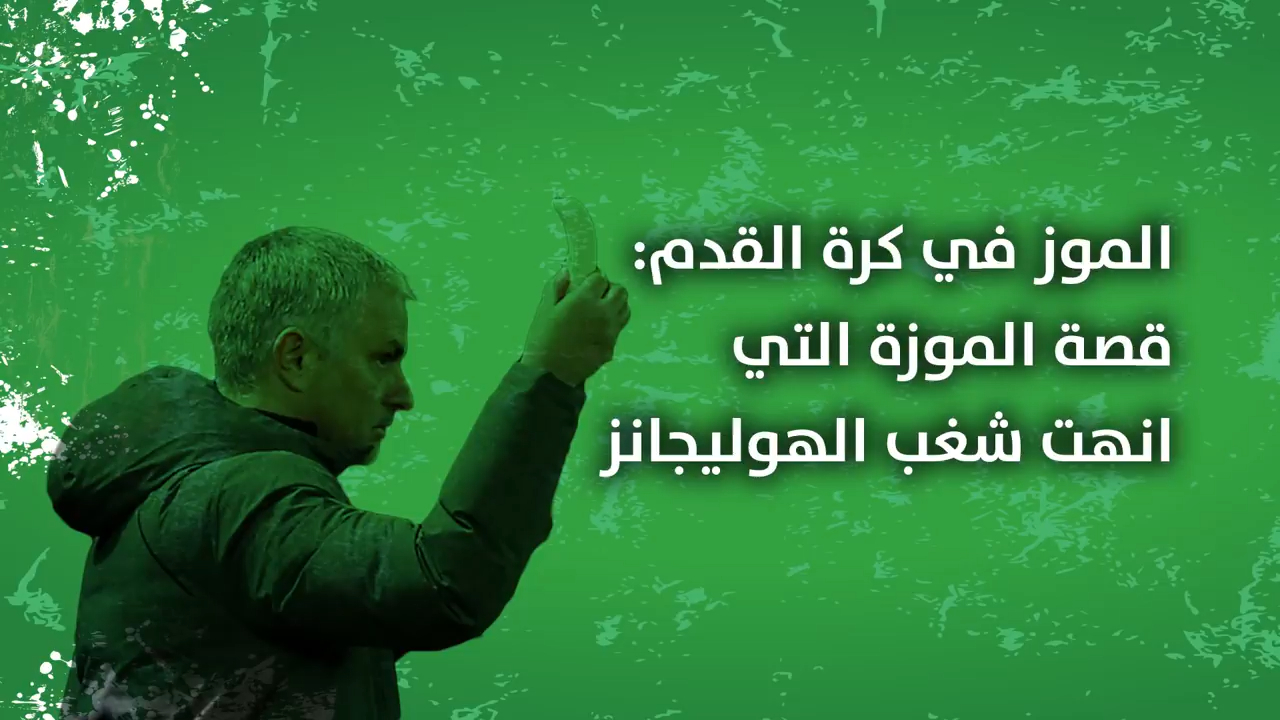 الموز في كرة القدم:
قصة الموزة التي
انهت شغب الهوليجانز